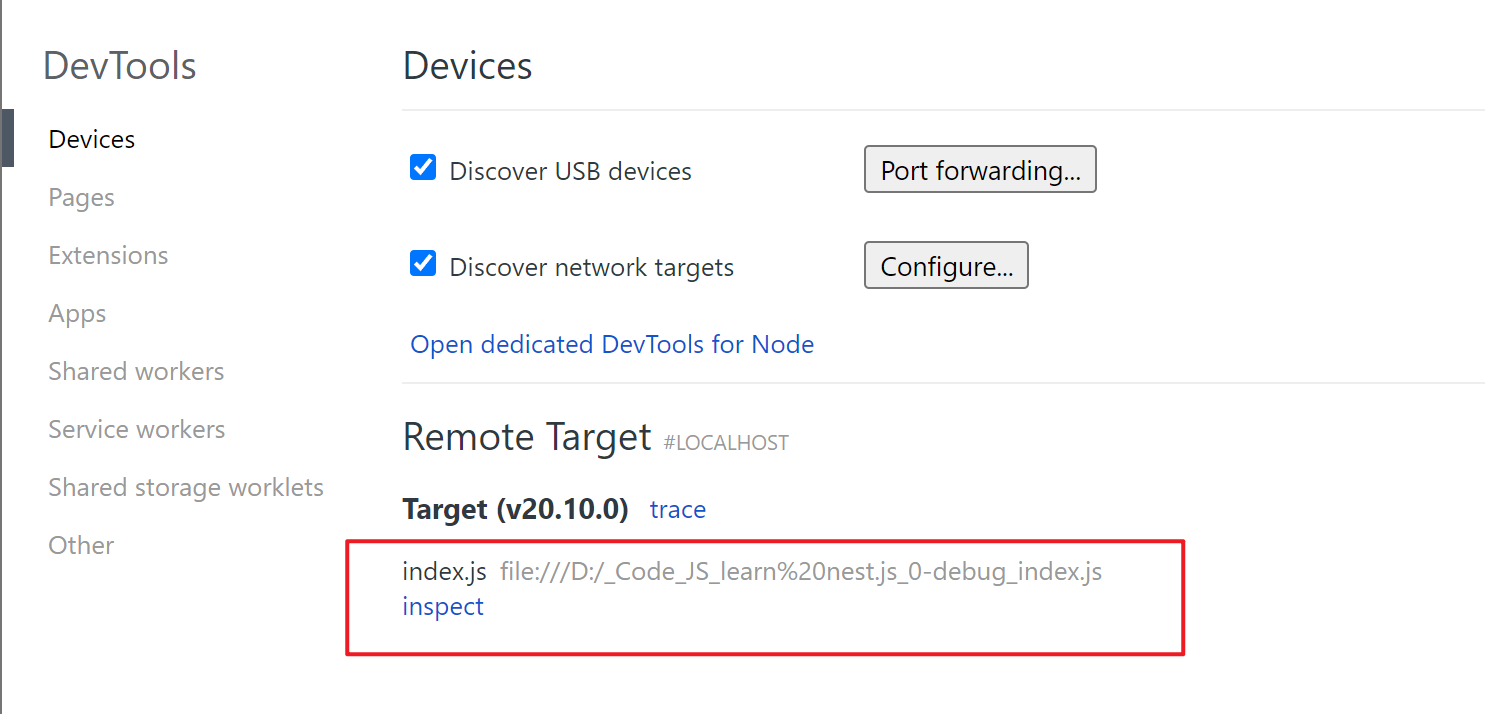 DevTools
Devices
Pages
Extensions
Apps
Shared workers
Service workers
Shared storage worklets
Other
Devices
Discover USB devices
Port forwarding...
Discover network targets
Configure...
Open dedicated DevTools for Node
Remote Target #LOCALHOST
Target (v20.10.0) trace
index.js file:///D:/_Code_JS_learn%20nest.js_0-debug_index.js
inspect